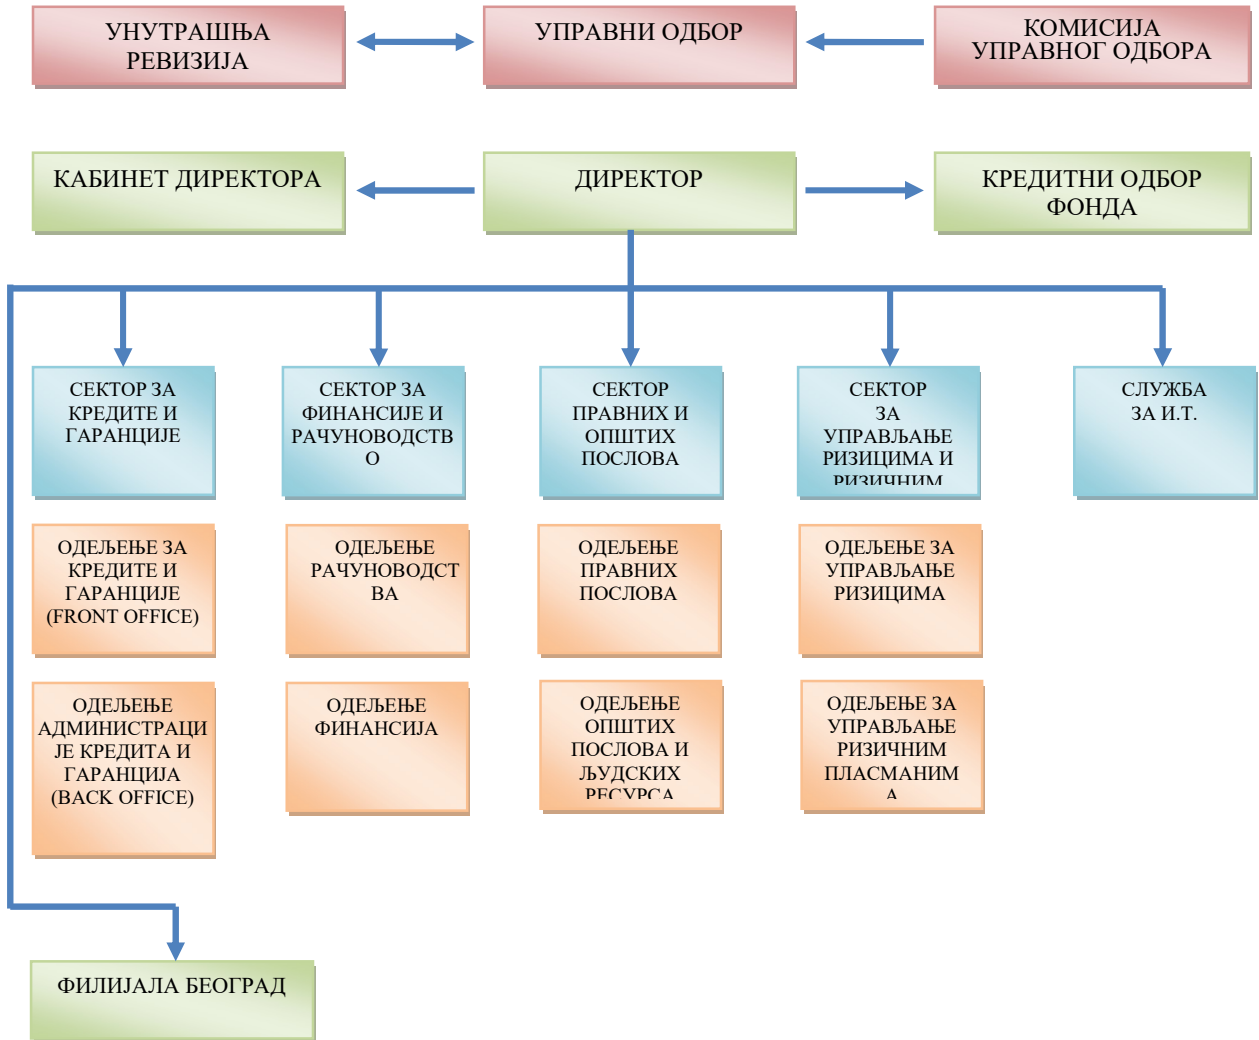 УНУТРАШЊА
РЕВИЗИЈА
УПРАВНИ ОДБОР
КОМИСИЈА
УПРАВНОГ ОДБОРА
КАБИНЕТ ДИРЕКТОРА
ДИРЕКТОР
КРЕДИТНИ ОДБОР
ФОНДА
СЕКТОР ЗА
КРЕДИТЕ И
ГАРАНЦИЈЕ
СЕКТОР ЗА
ФИНАНСИЈЕ И
РАЧУНОВОДСТВ
О
СЕКТОР
ПРАВНИХ И
ОПШТИХ
ПОСЛОВА
СЕКТОР
ЗА
УПРАВЉАЊЕ
РИЗИЦИМА И
РИЗИЧНИМ
СЛУЖБА
ЗА И.Т.
ОДЕЉЕЊЕ ЗА
КРЕДИТЕ И
ГАРАНЦИЈЕ
(FRONT OFFICE)
ОДЕЉЕЊЕ
РАЧУНОВОДСТ
ВА
ОДЕЉЕЊЕ
ПРАВНИХ
ПОСЛОВА
ОДЕЉЕЊЕ ЗА
УПРАВЉАЊЕ
РИЗИЦИМА
ОДЕЉЕЊЕ
АДМИНИСТРАЦИ
ЈЕ КРЕДИТА И
ГАРАНЦИЈА
(BACK OFFICE)
ОДЕЉЕЊЕ
ФИНАНСИЈА
ОДЕЉЕЊЕ
ОПШТИХ
ПОСЛОВА И
ЉУДСКИХ
РЕСУРСА
ОДЕЉЕЊЕ ЗА
УПРАВЉАЊЕ
РИЗИЧНИМ
ПЛАСМАНИМ
А
ФИЛИЈАЛА БЕОГРАД